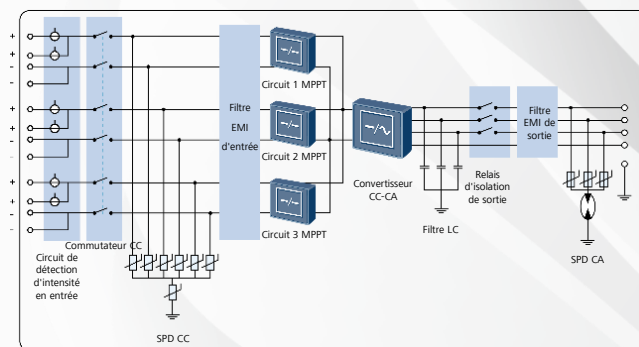 +
+
-
-
+
+
-
-
+
+
-
-
Circuit de
détection
d'intensité
en entrée
Commutateur CC
SPD CC
Filtre
EMI
d'entrée
Circuit 1 MPPT
Circuit 2 MPPT
Circuit 3 MPPT
Convertisseur
CC-CA
Filtre LC
Relais
d'isolation
de sortie
Filtre
EMI de
sortie
SPD CA